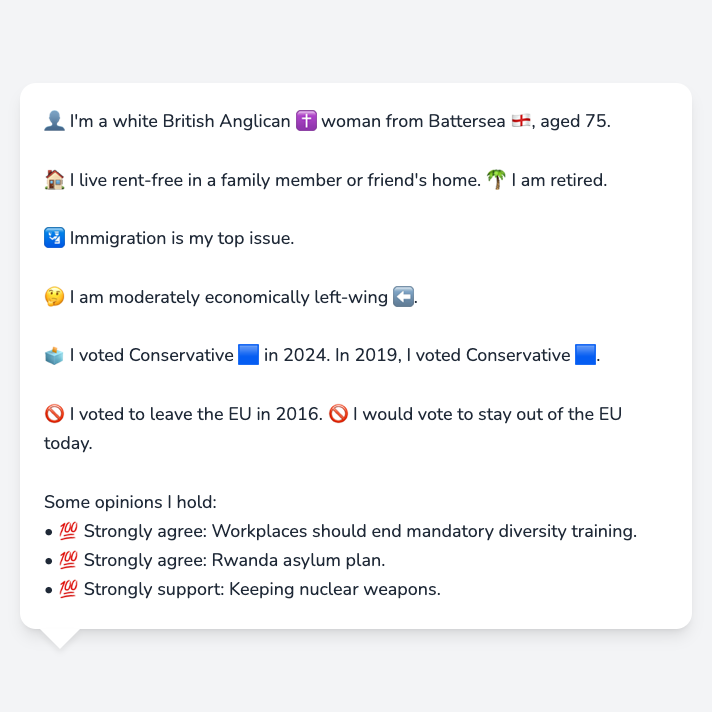 👤 I'm a white British Anglican ✝️ woman from Battersea 🏴󠁧󠁢󠁥󠁮󠁧󠁿, aged 75.
🏠 I live rent-free in a family member or friend's home. 🌴 I am retired.
🛂 Immigration is my top issue.
🤔 I am moderately economically left-wing ⬅️.
🗳️ I voted Conservative 🟦 in 2024. In 2019, I voted Conservative 🟦.
🚫 I voted to leave the EU in 2016. 🚫 I would vote to stay out of the EU
today.
Some opinions I hold:
• 💯 Strongly agree: Workplaces should end mandatory diversity training.
• 💯 Strongly agree: Rwanda asylum plan.
• 💯 Strongly support: Keeping nuclear weapons.